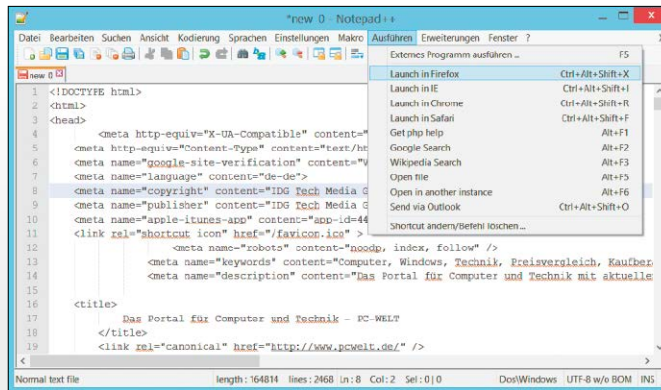 *new 0 - Notepad++
Datei Bearbeiten Suchen Ansicht Kodierung Sprachen Einstellungen Makro Ausführen Erweiterungen Fenster ?
new 0
Externes Programm ausführen ... F5
Launch in Firefox Ctrl+Alt+Shift+X
Launch in IE Ctrl+Alt+Shift+I
Launch in Chrome Ctrl+Alt+Shift+R
Launch in Safari Ctrl+Alt+Shift+F
Get php help Alt+F1
Google Search Alt+F2
Wikipedia Search Alt+F3
Open file Alt+F5
Open in another instance Alt+F6
Send via Outlook Ctrl+Alt+Shift+O
Shortcut ändern/Befehl löschen...
1 <!DOCTYPE html>
2 <html>
3 <head>
4 <meta http-equiv="X-UA-Compatible" content="
5 <meta http-equiv="Content-Type" content="text/ht
6 <meta name="google-site-verification" content="V
7 <meta name="language" content="de-de">
8 <meta name="copyright" content="IDG Tech Media G
9 <meta name="publisher" content="IDG Tech Media G
10 <meta name="apple-itunes-app" content="app-id=44
11 <link rel="shortcut icon" href="/favicon.ico" >
12 <meta name="robots" content="noodp, index, follow" />
13 <meta name="keywords" content="Computer, Windows, Technik, Preisvergleich, Kaufber
14 <meta name="description" content="Das Portal für Computer und Technik mit aktuelle
15
16 <title>
17 Das Portal für Computer und Technik - PC-WELT
18 </title>
19 <link rel="canonical" href="http://www.pcwelt.de/" />
Normal text file length : 164814 lines : 2468 Ln : 8 Col : 2 Sel : 0 | 0 Dos\Windows UTF-8 w/o BOM INS